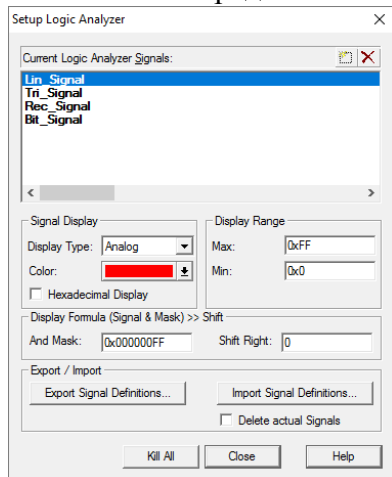 Setup Logic Analyzer
Current Logic Analyzer Signals:
Lin_Signal
Tri_Signal
Rec_Signal
Bit_Signal
Signal Display
Display Type: Analog
Color:
Hexadecimal Display
Display Range
Max: 0xFF
Min: 0x0
Display Formula (Signal & Mask) >> Shift
And Mask: 0x000000FF Shift Right: 0
Export / Import
Export Signal Definitions... Import Signal Definitions...
Delete actual Signals
Kill All Close Help